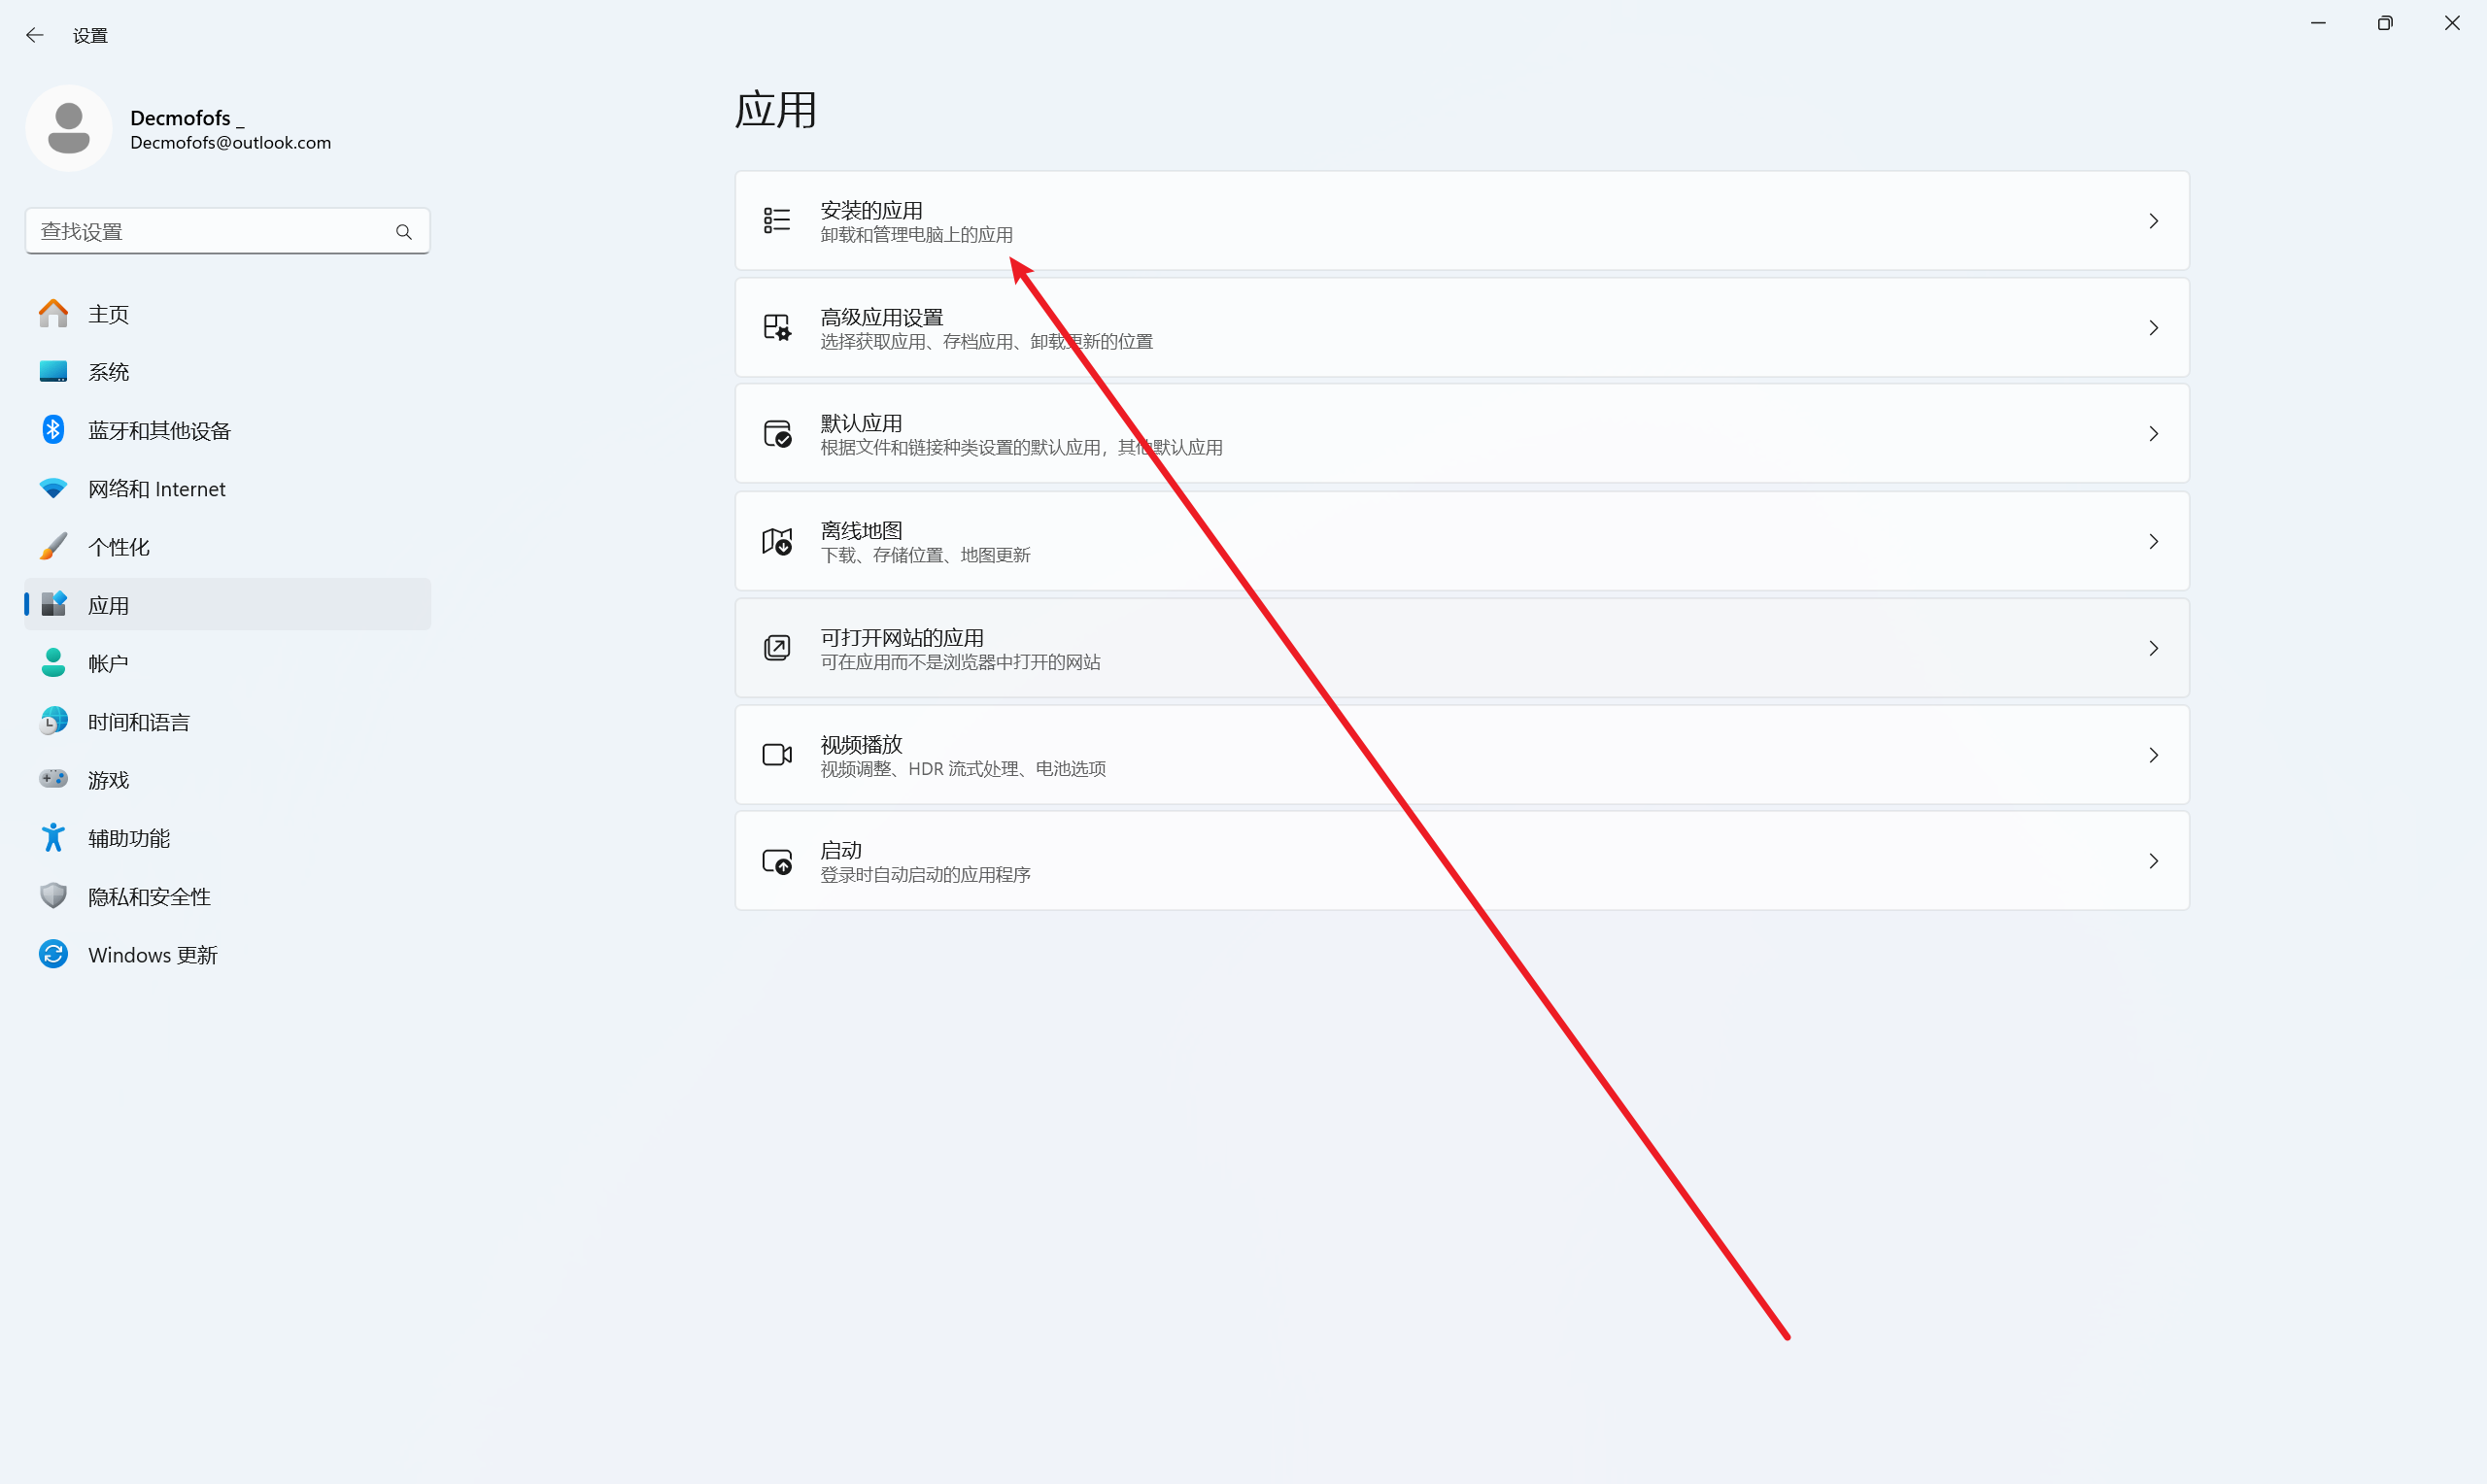 设置
Decmofofs _
Decmofofs@outlook.com
查找设置
主页
系统
蓝牙和其他设备
网络和 Internet
个性化
应用
帐户
时间和语言
游戏
辅助功能
隐私和安全性
Windows 更新
应用
安装的应用
卸载和管理电脑上的应用
高级应用设置
选择获取应用、存档应用、卸载更新的位置
默认应用
根据文件和链接种类设置的默认应用，其他默认应用
离线地图
下载、存储位置、地图更新
可打开网站的应用
可在应用而不是浏览器中打开的网站
视频播放
视频调整、HDR 流式处理、电池选项
启动
登录时自动启动的应用程序